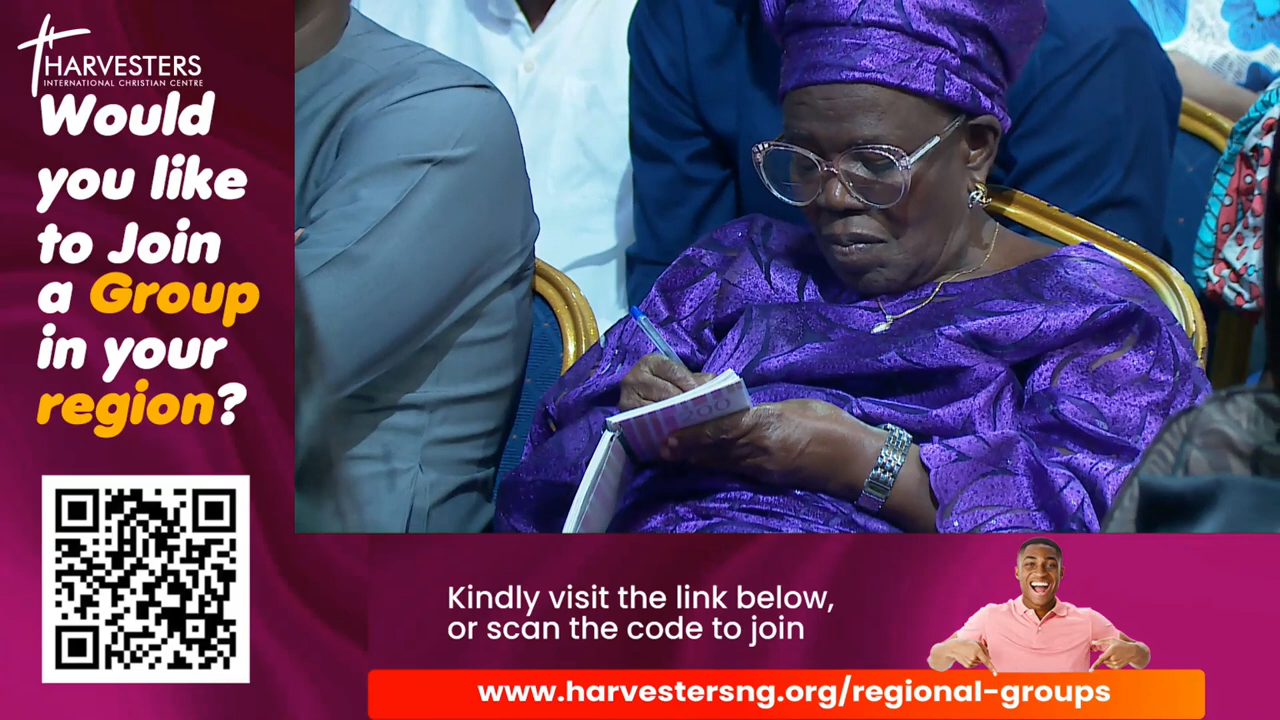 HARVESTERS
INTERNATIONAL CHRISTIAN CENTRE
Would
you like
to Join
a Group
in your
region?
200
Kindly visit the link below,
or scan the code to join
www.harvestersng.org/regional-groups